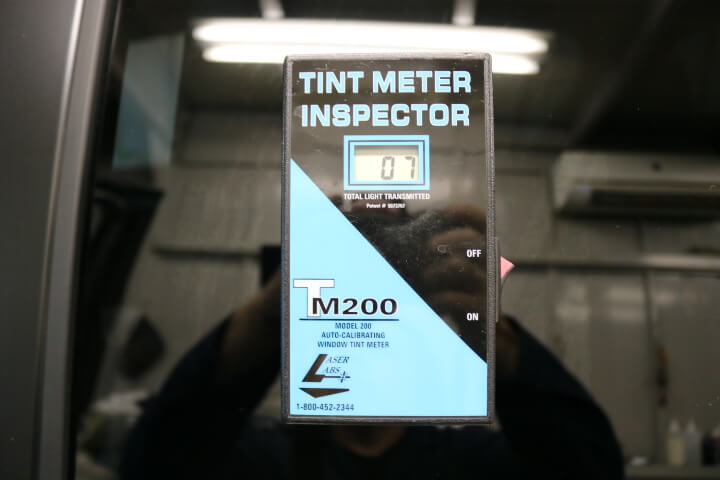 TINT METER
INSPECTOR
07
TOTAL LIGHT TRANSMITTED
OFF
TM200
ON
MODEL 200
AUTO-CALIBRATING
WINDOW TINT METER
LASER
LABS
1-800-452-2344